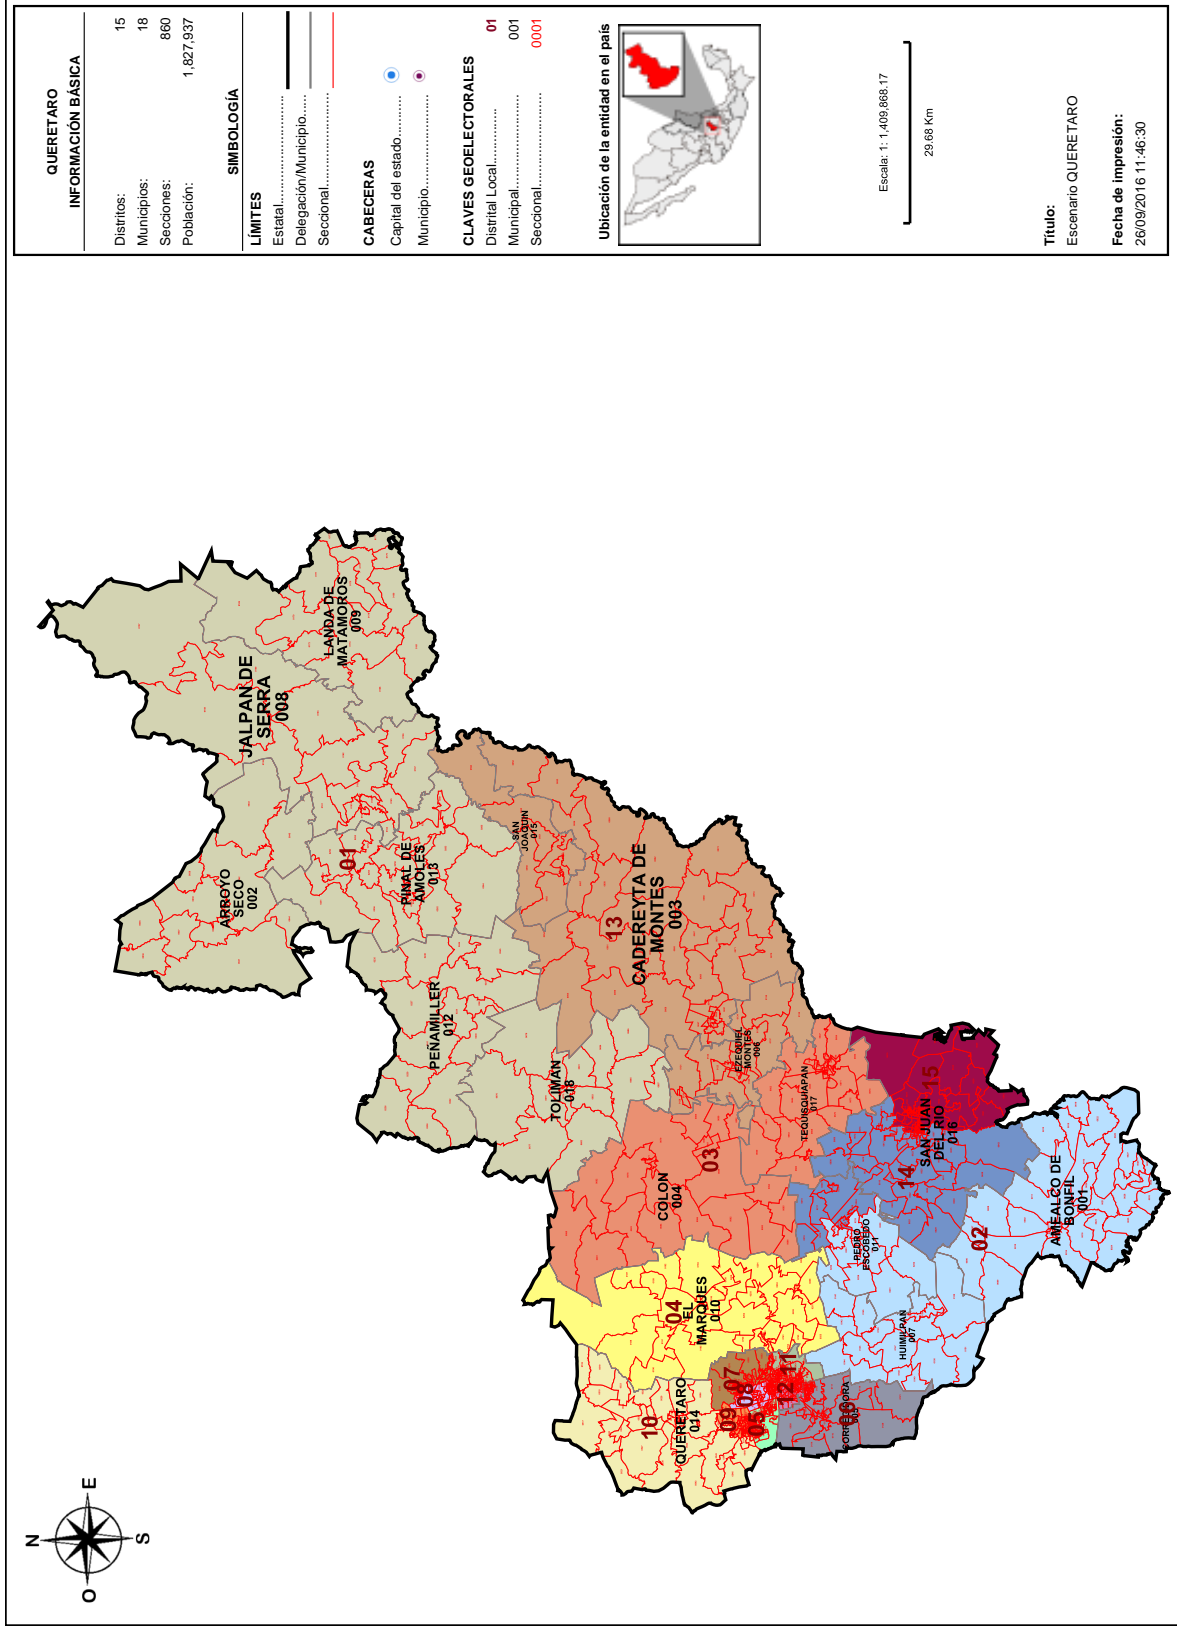 QUERETARO
INFORMACIÓN BÁSICA
Distritos: 15
Municipios: 18
Secciones: 860
Población: 1,827,937
SIMBOLOGÍA
LÍMITES
Estatal
Delegación/Municipio
Seccional
CABECERAS
Capital del estado
Municipio
CLAVES GEOELECTORALES
Distrital Local 01
Municipal 001
Seccional 0001
Ubicación de la entidad en el país
Escala: 1: 1,409,868.17
29.68 Km
Título:
Escenario QUERETARO
Fecha de impresión:
26/09/2016 11:46:30
N
O
E
S
JALPAN DE
SERRA
008
LANDA DE
MATAMOROS
009
ARROYO
SECO
002
01
PINAL DE
AMOLES
013
PEÑAMILLER
012
SAN
JOAQUIN
015
13
CADEREYTA DE
MONTES
003
TOLIMAN
018
EZEQUIEL
MONTES
006
TEQUISQUIAPAN
017
COLON
004
03
04
EL
MARQUES
010
10
QUERETARO
014
07
09
05
12
11
15
SAN JUAN
DEL RIO
016
14
PEDRO
ESCOBEDO
011
02
AMEALCO DE
BONFIL
001
HUIMILPAN
007